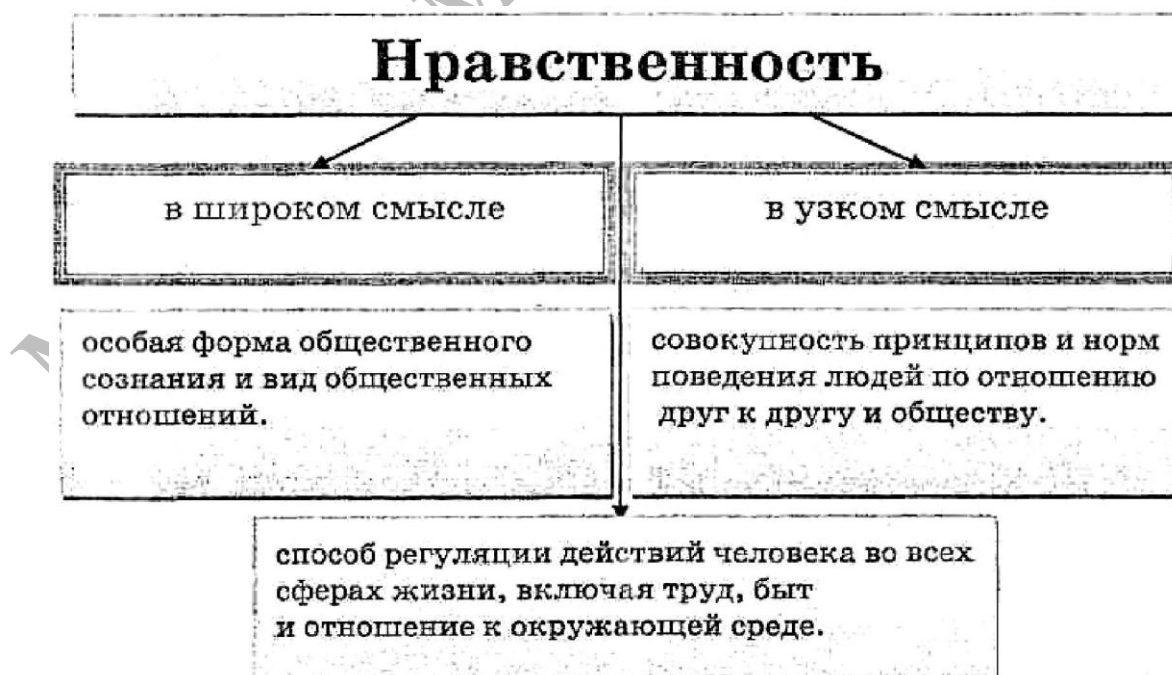 Нравственность
в широком смысле
в узком смысле
особая форма общественного
сознания и вид общественных
отношений.
совокупность принципов и норм
поведения людей по отношению
друг к другу и обществу.
способ регуляции действий человека во всех
сферах жизни, включая труд, быт
и отношение к окружающей среде.